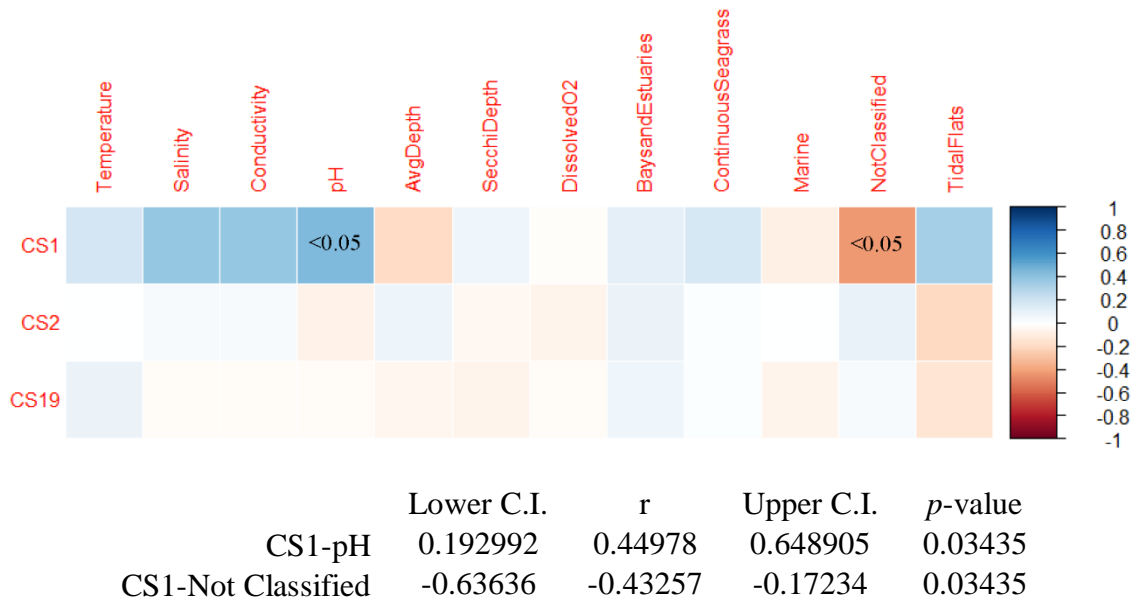 Temperature
Salinity
Conductivity
pH
AvgDepth
SecchiDepth
DissolvedO2
BaysandEstuaries
ContinuousSeagrass
Marine
NotClassified
TidalFlats
CS1 <0.05 <0.05
CS2
CS19
1
0.8
0.6
0.4
0.2
0
-0.2
-0.4
-0.6
-0.8
-1
Lower C.I. r Upper C.I. p-value
CS1-pH 0.192992 0.44978 0.648905 0.03435
CS1-Not Classified -0.63636 -0.43257 -0.17234 0.03435